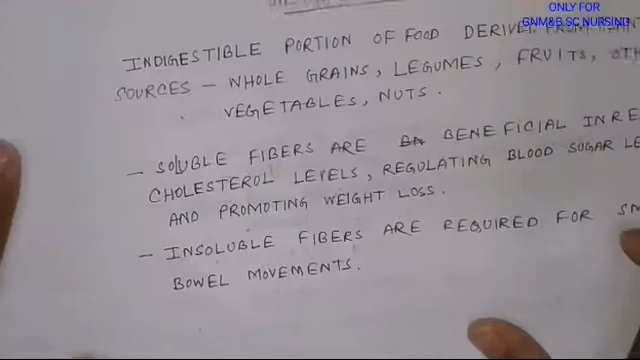 ONLY FOR
GNM&B.SC NURSING
INDIGESTIBLE PORTION OF FOOD
SOURCES - WHOLE GRAINS, LEGUMES, FRUITS,
VEGETABLES, NUTS.
- SOLUBLE FIBERS ARE BENEFICIAL IN
CHOLESTEROL LEVELS, REGULATING BLOOD SUGAR
AND PROMOTING WEIGHT LOSS.
- INSOLUBLE FIBERS ARE REQUIRED FOR
BOWEL MOVEMENTS.